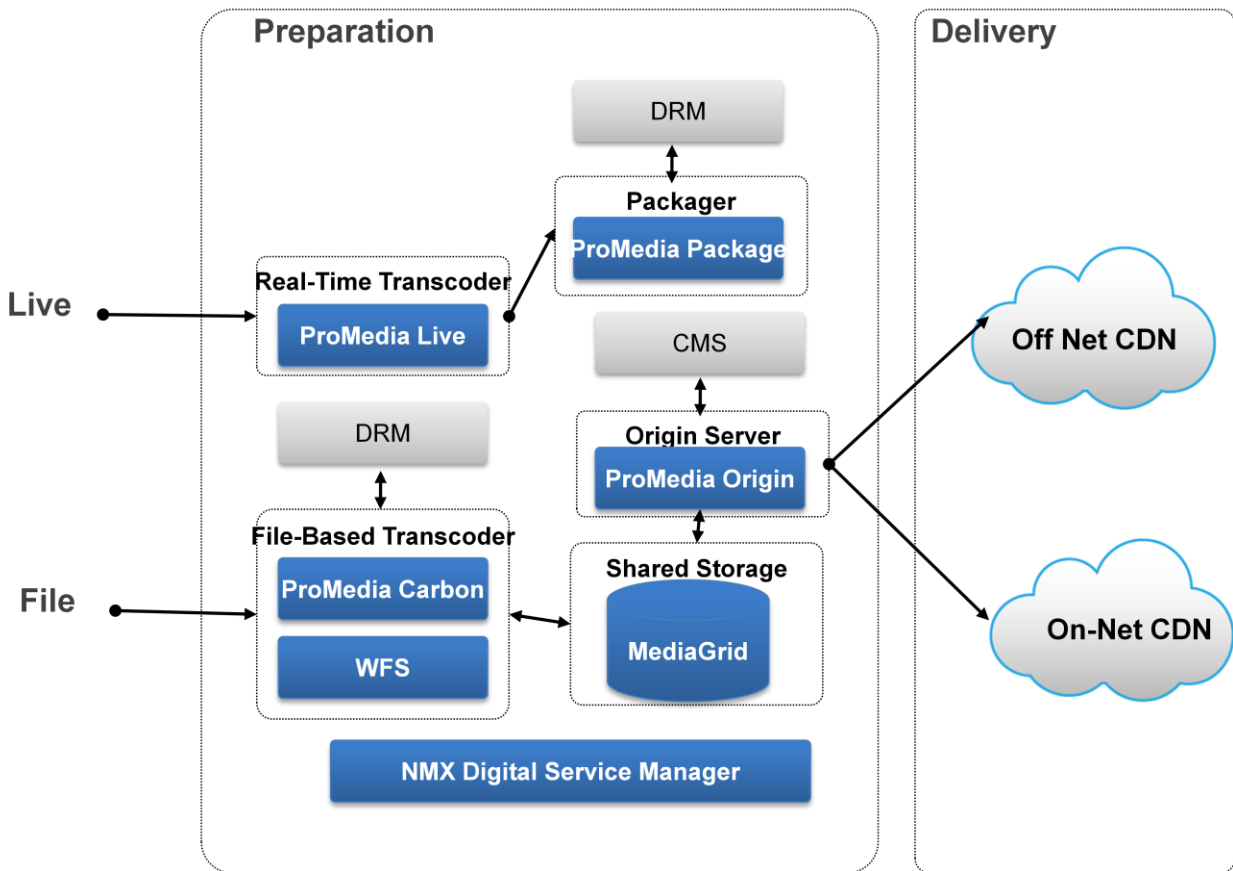 Preparation
Delivery
DRM
Packager
ProMedia Package
Real-Time Transcoder
ProMedia Live
Live
CMS
Off Net CDN
DRM
Origin Server
ProMedia Origin
File-Based Transcoder
ProMedia Carbon
WFS
File
Shared Storage
MediaGrid
On-Net CDN
NMX Digital Service Manager